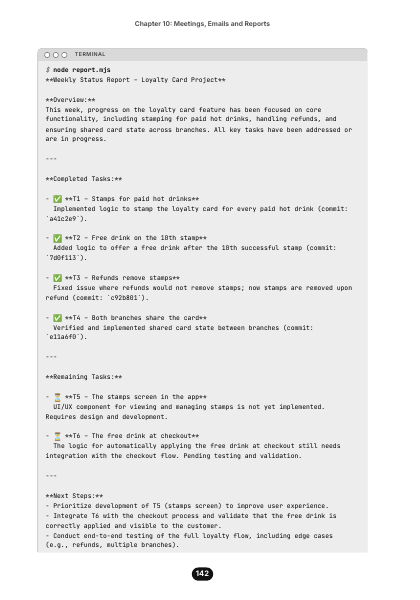 Chapter 10: Meetings, Emails and Reports
TERMINAL
$ node report.mjs
**Weekly Status Report – Loyalty Card Project**
**Overview:**
This week, progress on the loyalty card feature has been focused on core
functionality, including stamping for paid hot drinks, handling refunds, and
ensuring shared card state across branches. All key tasks have been addressed or
are in progress.
---
**Completed Tasks:**
- ✅ **T1 – Stamps for paid hot drinks**
Implemented logic to stamp the loyalty card for every paid hot drink (commit:
`a41c2e9`).
- ✅ **T2 – Free drink on the 10th stamp**
Added logic to offer a free drink after the 10th successful stamp (commit:
`7d0f113`).
- ✅ **T3 – Refunds remove stamps**
Fixed issue where refunds would not remove stamps; now stamps are removed upon
refund (commit: `c92b801`).
- ✅ **T4 – Both branches share the card**
Verified and implemented shared card state between branches (commit:
`e11a6f0`).
---
**Remaining Tasks:**
- ⏳ **T5 – The stamps screen in the app**
UI/UX component for viewing and managing stamps is not yet implemented.
Requires design and development.
- ⏳ **T6 – The free drink at checkout**
The logic for automatically applying the free drink at checkout still needs
integration with the checkout flow. Pending testing and validation.
---
**Next Steps:**
- Prioritize development of T5 (stamps screen) to improve user experience.
- Integrate T6 with the checkout process and validate that the free drink is
correctly applied and visible to the customer.
- Conduct end-to-end testing of the full loyalty flow, including edge cases
(e.g., refunds, multiple branches).
142